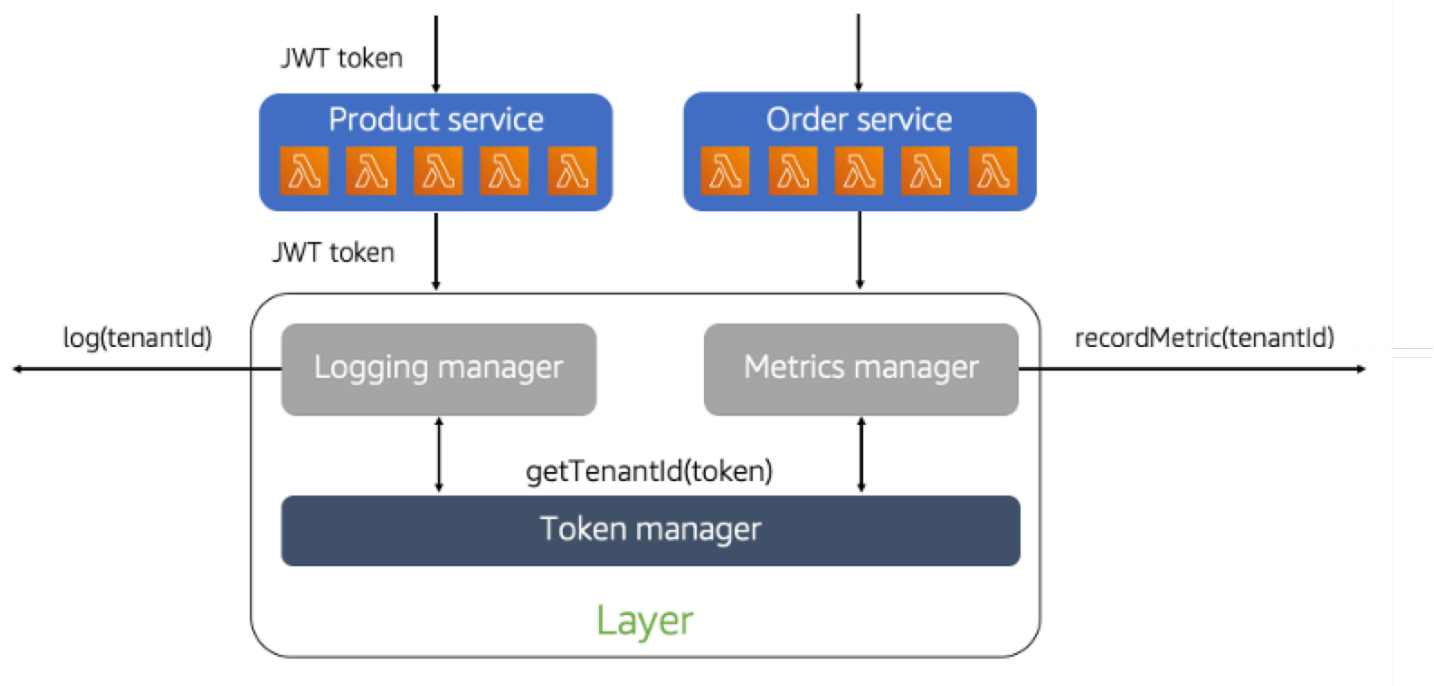 JWT token
Product service
Order service
JWT token
log(tenantId)
Logging manager
Metrics manager
recordMetric(tenantId)
getTenantId(token)
Token manager
Layer